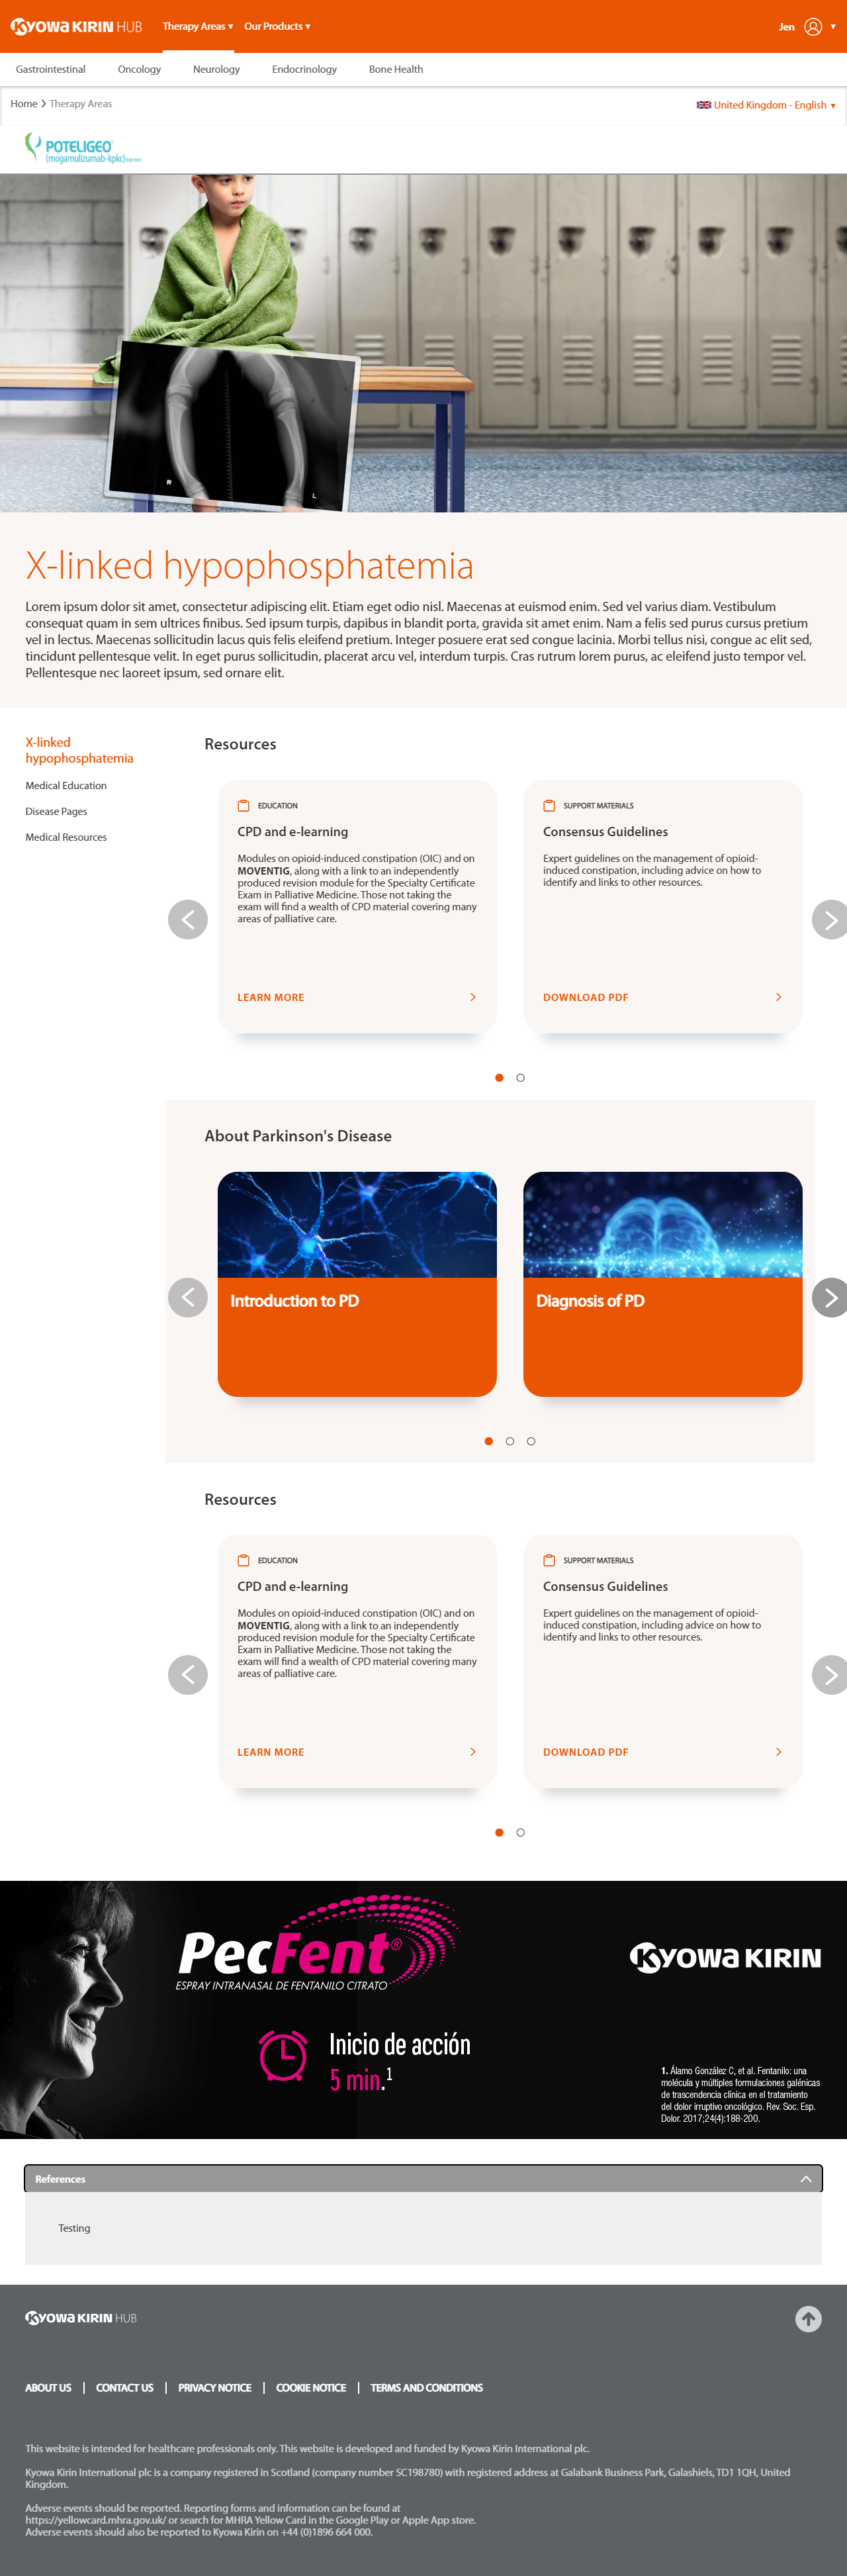 KYOWA KIRIN HUB
Therapy Areas ▼ Our Products ▼
Jen ▼
Gastrointestinal Oncology Neurology Endocrinology Bone Health
Home > Therapy Areas
United Kingdom - English ▼
POTELIGEO
(mogamulizumab-kpkc) injection
R
L
X-linked hypophosphatemia
Lorem ipsum dolor sit amet, consectetur adipiscing elit. Etiam eget odio nisl. Maecenas at euismod enim. Sed vel varius diam. Vestibulum
consequat quam in sem ultrices finibus. Sed ipsum turpis, dapibus in blandit porta, gravida sit amet enim. Nam a felis sed purus cursus pretium
vel in lectus. Maecenas sollicitudin lacus quis felis eleifend pretium. Integer posuere erat sed congue lacinia. Morbi tellus nisi, congue ac elit sed,
tincidunt pellentesque velit. In eget purus sollicitudin, placerat arcu vel, interdum turpis. Cras rutrum lorem purus, ac eleifend justo tempor vel.
Pellentesque nec laoreet ipsum, sed ornare elit.
X-linked
hypophosphatemia
Medical Education
Disease Pages
Medical Resources
Resources
EDUCATION
CPD and e-learning
Modules on opioid-induced constipation (OIC) and on
MOVENTIG, along with a link to an independently
produced revision module for the Specialty Certificate
Exam in Palliative Medicine. Those not taking the
exam will find a wealth of CPD material covering many
areas of palliative care.
LEARN MORE
SUPPORT MATERIALS
Consensus Guidelines
Expert guidelines on the management of opioid-
induced constipation, including advice on how to
identify and links to other resources.
DOWNLOAD PDF
About Parkinson's Disease
Introduction to PD
Diagnosis of PD
Resources
EDUCATION
CPD and e-learning
Modules on opioid-induced constipation (OIC) and on
MOVENTIG, along with a link to an independently
produced revision module for the Specialty Certificate
Exam in Palliative Medicine. Those not taking the
exam will find a wealth of CPD material covering many
areas of palliative care.
LEARN MORE
SUPPORT MATERIALS
Consensus Guidelines
Expert guidelines on the management of opioid-
induced constipation, including advice on how to
identify and links to other resources.
DOWNLOAD PDF
PecFent®
ESPRAY INTRANASAL DE FENTANILO CITRATO
KYOWA KIRIN
Inicio de acción
5 min.1
1. Álamo González C, et al. Fentanilo: una
molécula y múltiples formulaciones galénicas
de trascendencia clínica en el tratamiento
del dolor irruptivo oncológico. Rev. Soc. Esp.
Dolor. 2017;24(4):188-200.
References
Testing
KYOWA KIRIN HUB
ABOUT US | CONTACT US | PRIVACY NOTICE | COOKIE NOTICE | TERMS AND CONDITIONS
This website is intended for healthcare professionals only. This website is developed and funded by Kyowa Kirin International plc.
Kyowa Kirin International plc is a company registered in Scotland (company number SC198780) with registered address at Galabank Business Park, Galashiels, TD1 1QH, United
Kingdom.
Adverse events should be reported. Reporting forms and information can be found at
https://yellowcard.mhra.gov.uk/ or search for MHRA Yellow Card in the Google Play or Apple App store.
Adverse events should also be reported to Kyowa Kirin on +44 (0)1896 664 000.